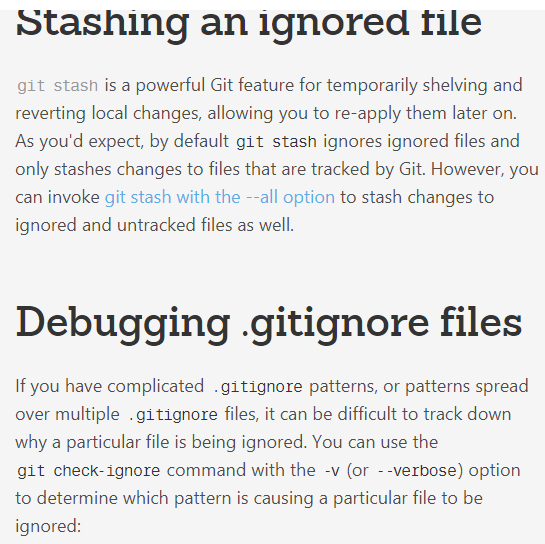 Stashing an ignored file
git stash is a powerful Git feature for temporarily shelving and
reverting local changes, allowing you to re-apply them later on.
As you'd expect, by default git stash ignores ignored files and
only stashes changes to files that are tracked by Git. However, you
can invoke git stash with the --all option to stash changes to
ignored and untracked files as well.
Debugging .gitignore files
If you have complicated .gitignore patterns, or patterns spread
over multiple .gitignore files, it can be difficult to track down
why a particular file is being ignored. You can use the
git check-ignore command with the -v (or --verbose) option
to determine which pattern is causing a particular file to be
ignored: